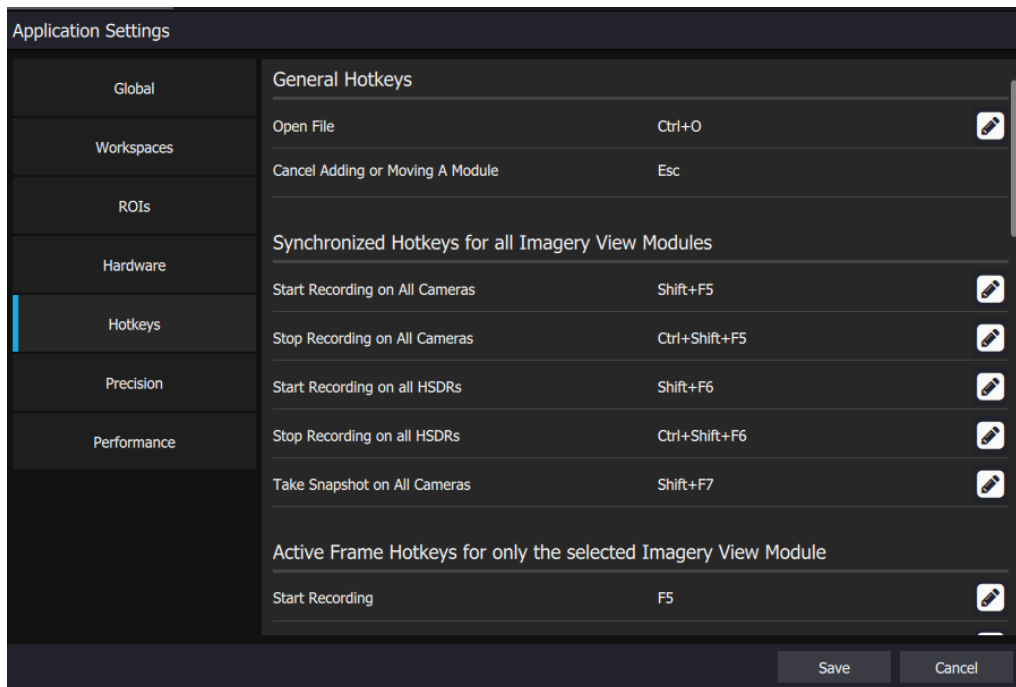 Application Settings
Global
Workspaces
ROIs
Hardware
Hotkeys
Precision
Performance
General Hotkeys
Open File Ctrl+O
Cancel Adding or Moving A Module Esc
Synchronized Hotkeys for all Imagery View Modules
Start Recording on All Cameras Shift+F5
Stop Recording on All Cameras Ctrl+Shift+F5
Start Recording on all HSDRs Shift+F6
Stop Recording on all HSDRs Ctrl+Shift+F6
Take Snapshot on All Cameras Shift+F7
Active Frame Hotkeys for only the selected Imagery View Module
Start Recording F5
Save Cancel